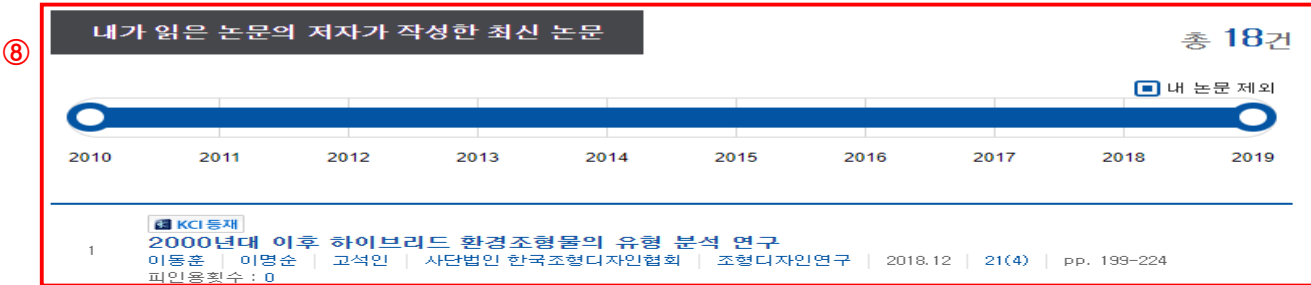 ⑧
내가 읽은 논문의 저자가 작성한 최신 논문
총 18건
내 논문 제외
2010 2011 2012 2013 2014 2015 2016 2017 2018 2019
KCI 등재
1 2000년대 이후 하이브리드 환경조형물의 유형 분석 연구
이동훈 | 이명순 | 고석인 | 사단법인 한국조형디자인협회 | 조형디자인연구 | 2018.12 | 21(4) | pp. 199-224
피인용횟수 : 0